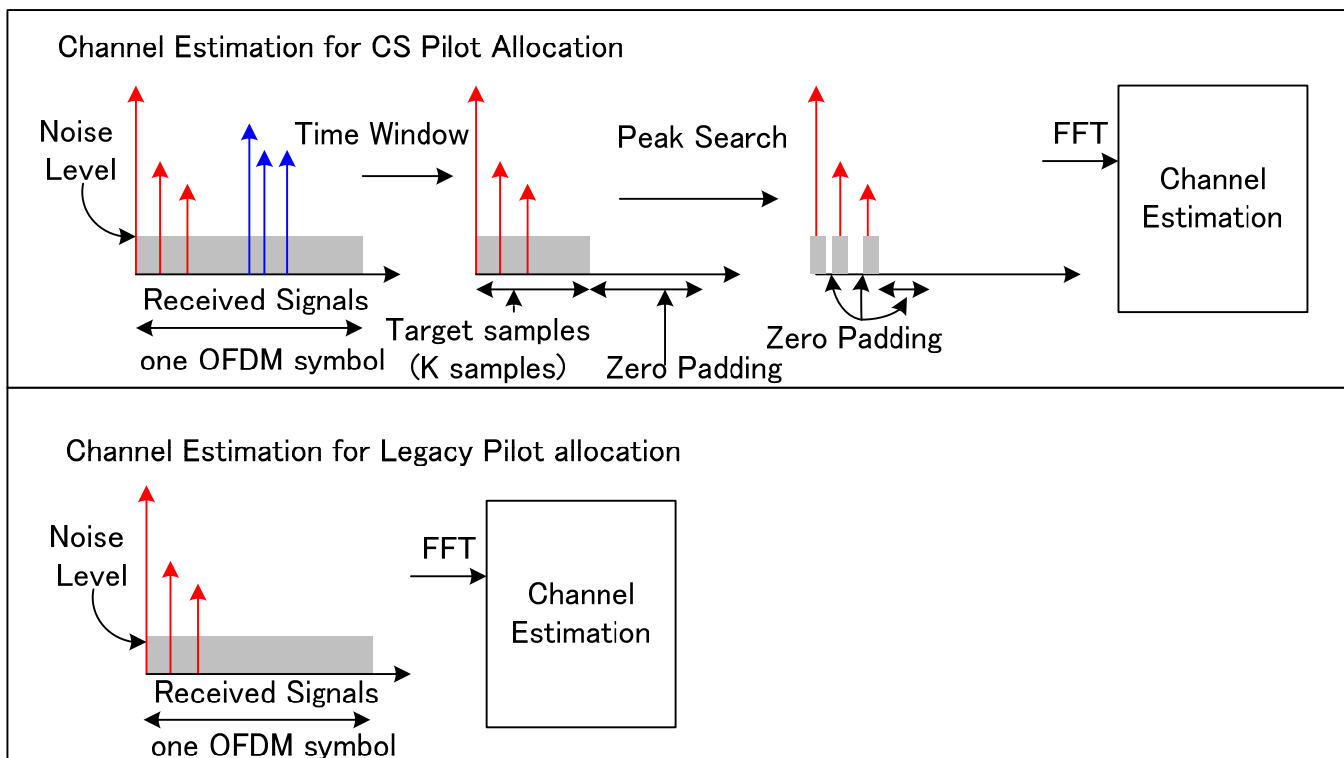 Channel Estimation for CS Pilot Allocation
Noise
Level
Time Window
Peak Search
FFT
Channel
Estimation
Received Signals
one OFDM symbol
Target samples
(K samples)
Zero Padding
Zero Padding
Channel Estimation for Legacy Pilot allocation
Noise
Level
FFT
Channel
Estimation
Received Signals
one OFDM symbol